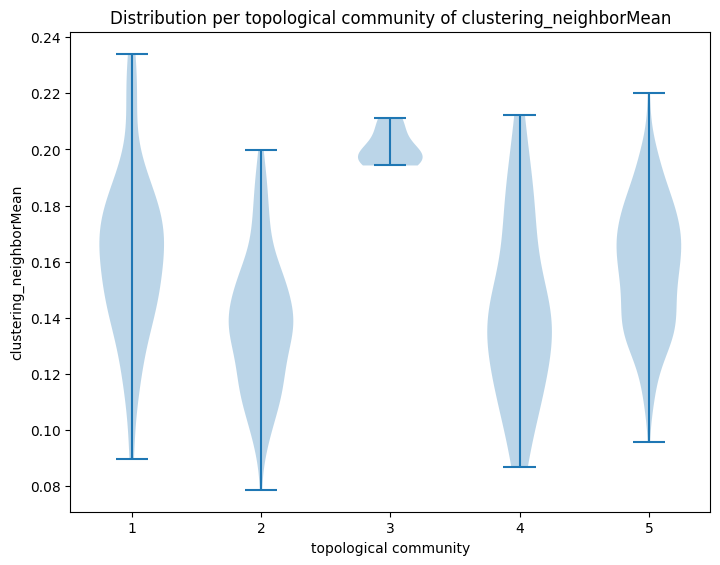 Distribution per topological community of clustering_neighborMean
clustering_neighborMean
0.24
0.22
0.20
0.18
0.16
0.14
0.12
0.10
0.08
1 2 3 4 5
topological community